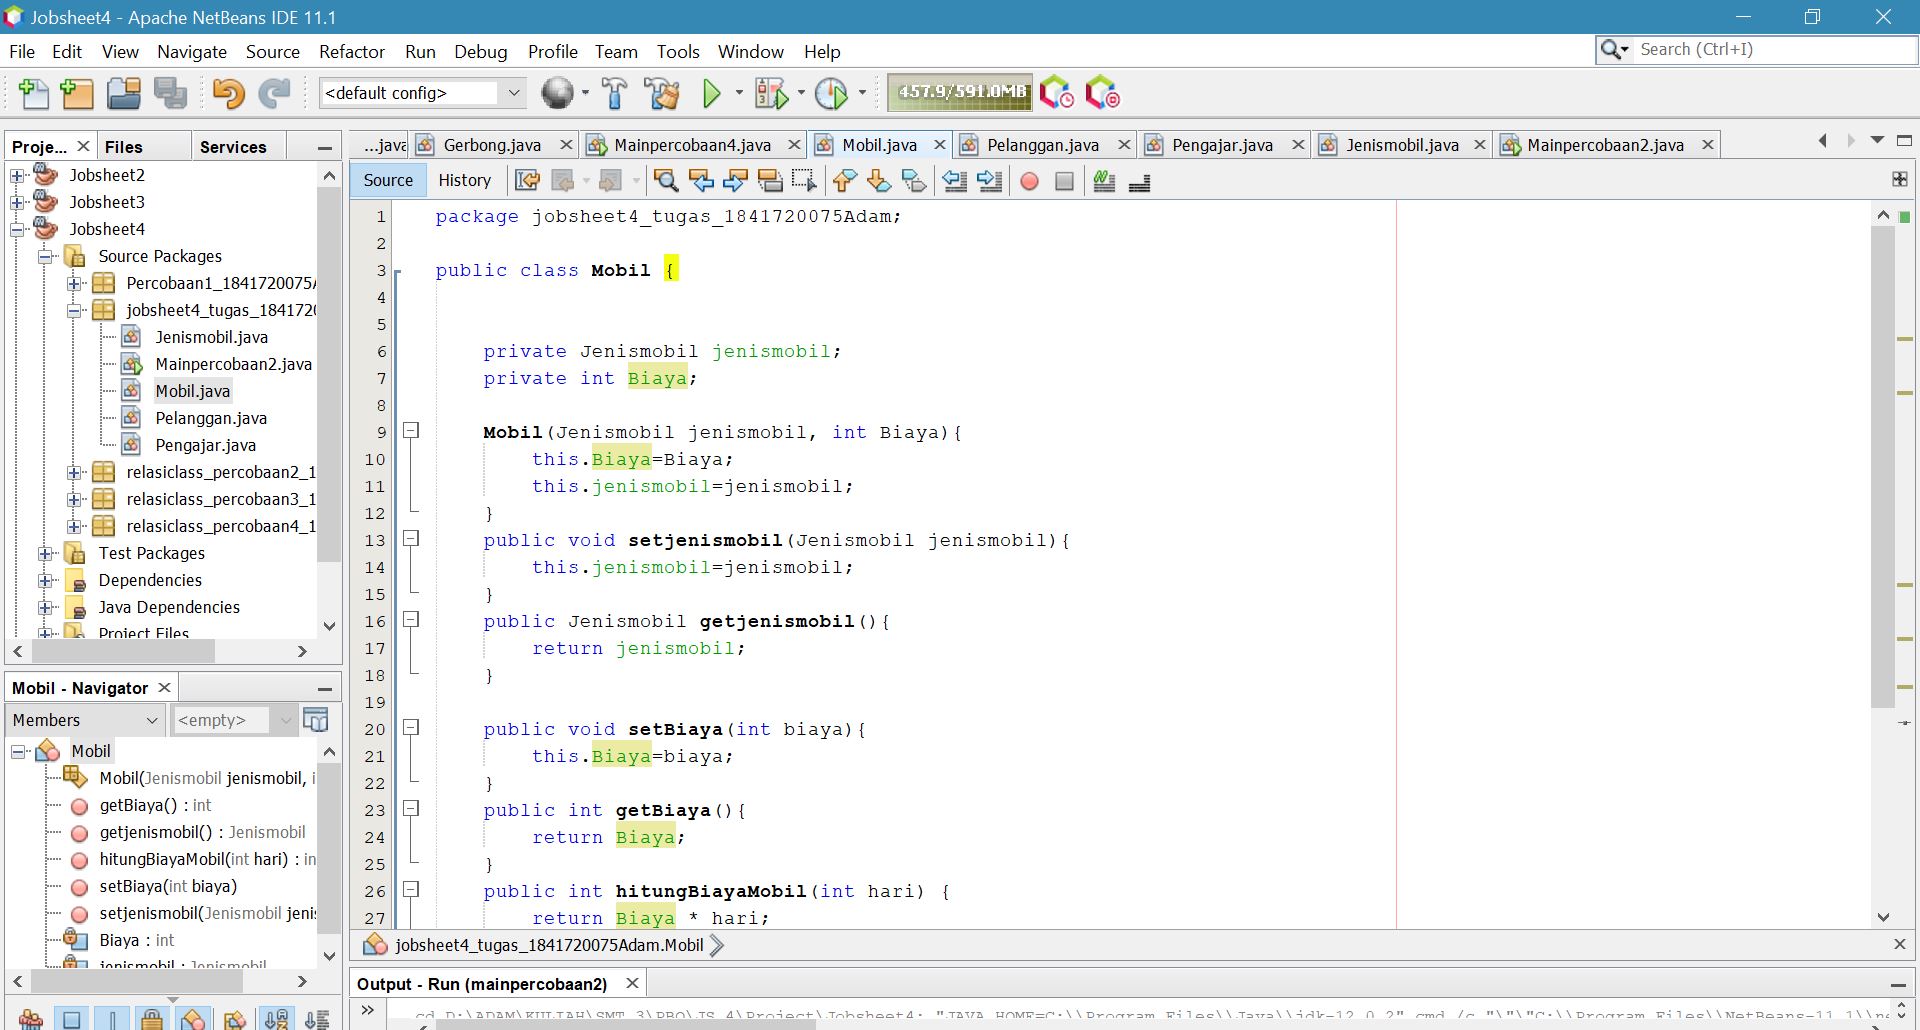 Jobsheet4 - Apache NetBeans IDE 11.1
File Edit View Navigate Source Refactor Run Debug Profile Team Tools Window Help
Search (Ctrl+I)
<default config>
457.9/591.0MB
Proje... Files Services
Jobsheet2
Jobsheet3
Jobsheet4
Source Packages
Percobaan1_1841720075A
jobsheet4_tugas_1841720
Jenismobil.java
Mainpercobaan2.java
Mobil.java
Pelanggan.java
Pengajar.java
relasiclass_percobaan2_1
relasiclass_percobaan3_1
relasiclass_percobaan4_1
Test Packages
Dependencies
Java Dependencies
Project Files
Mobil - Navigator
Members <empty>
Mobil
Mobil(Jenismobil jenismobil, i
getBiaya() : int
getjenismobil() : Jenismobil
hitungBiayaMobil(int hari) : in
setBiaya(int biaya)
setjenismobil(Jenismobil jenis
Biaya : int
jenismobil : Jenismobil
...java Gerbong.java Mainpercobaan4.java Mobil.java Pelanggan.java Pengajar.java Jenismobil.java Mainpercobaan2.java
Source History
1 package jobsheet4_tugas_1841720075Adam;
2
3 public class Mobil {
4
5
6 private Jenismobil jenismobil;
7 private int Biaya;
8
9 Mobil(Jenismobil jenismobil, int Biaya){
10 this.Biaya=Biaya;
11 this.jenismobil=jenismobil;
12 }
13 public void setjenismobil(Jenismobil jenismobil){
14 this.jenismobil=jenismobil;
15 }
16 public Jenismobil getjenismobil(){
17 return jenismobil;
18 }
19
20 public void setBiaya(int biaya){
21 this.Biaya=biaya;
22 }
23 public int getBiaya(){
24 return Biaya;
25 }
26 public int hitungBiayaMobil(int hari) {
27 return Biaya * hari;
jobsheet4_tugas_1841720075Adam.Mobil
Output - Run (mainpercobaan2)
cd D:\ADAM\KULIAH\SMT 3\PBO\JS 4\Project\Jobsheet4; "JAVA_HOME=C:\\Program Files\\Java\\jdk-12.0.2" cmd /c "\"\"C:\\Program Files\\NetBeans-11.1\\ne